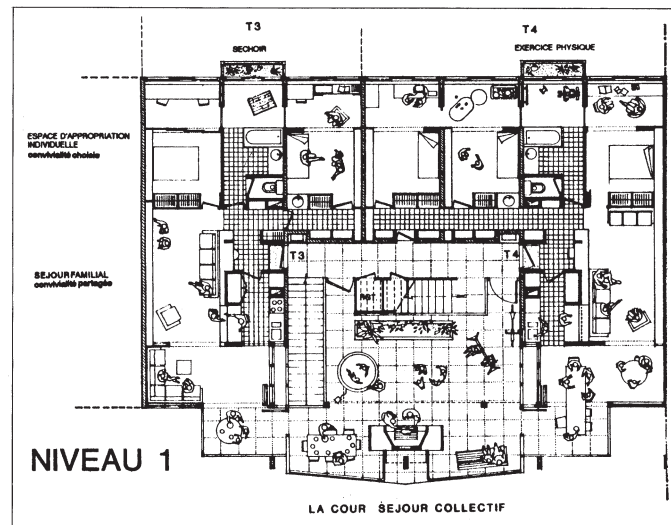 T3
T4
SECHOIR
EXERCICE PHYSIQUE
ESPACE D'APPROPRIATION
INDIVIDUELLE
convivialité choisie
SEJOUR FAMILIAL
convivialité partagée
T3
T4
RGT
NIVEAU 1
LA COUR SEJOUR COLLECTIF